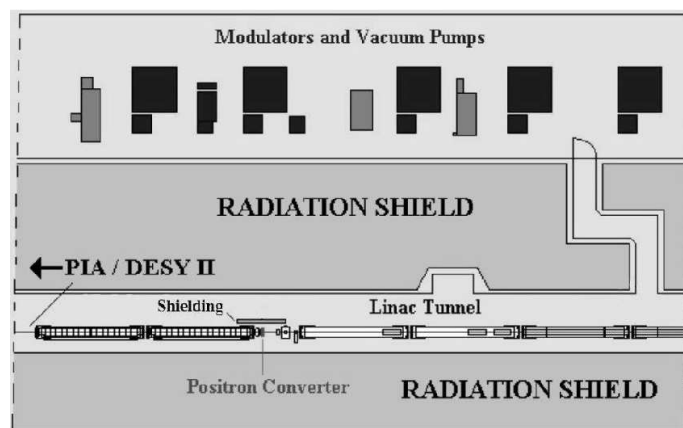 Modulators and Vacuum Pumps
RADIATION SHIELD
PIA / DESY II
Shielding
Linac Tunnel
Positron Converter
RADIATION SHIELD